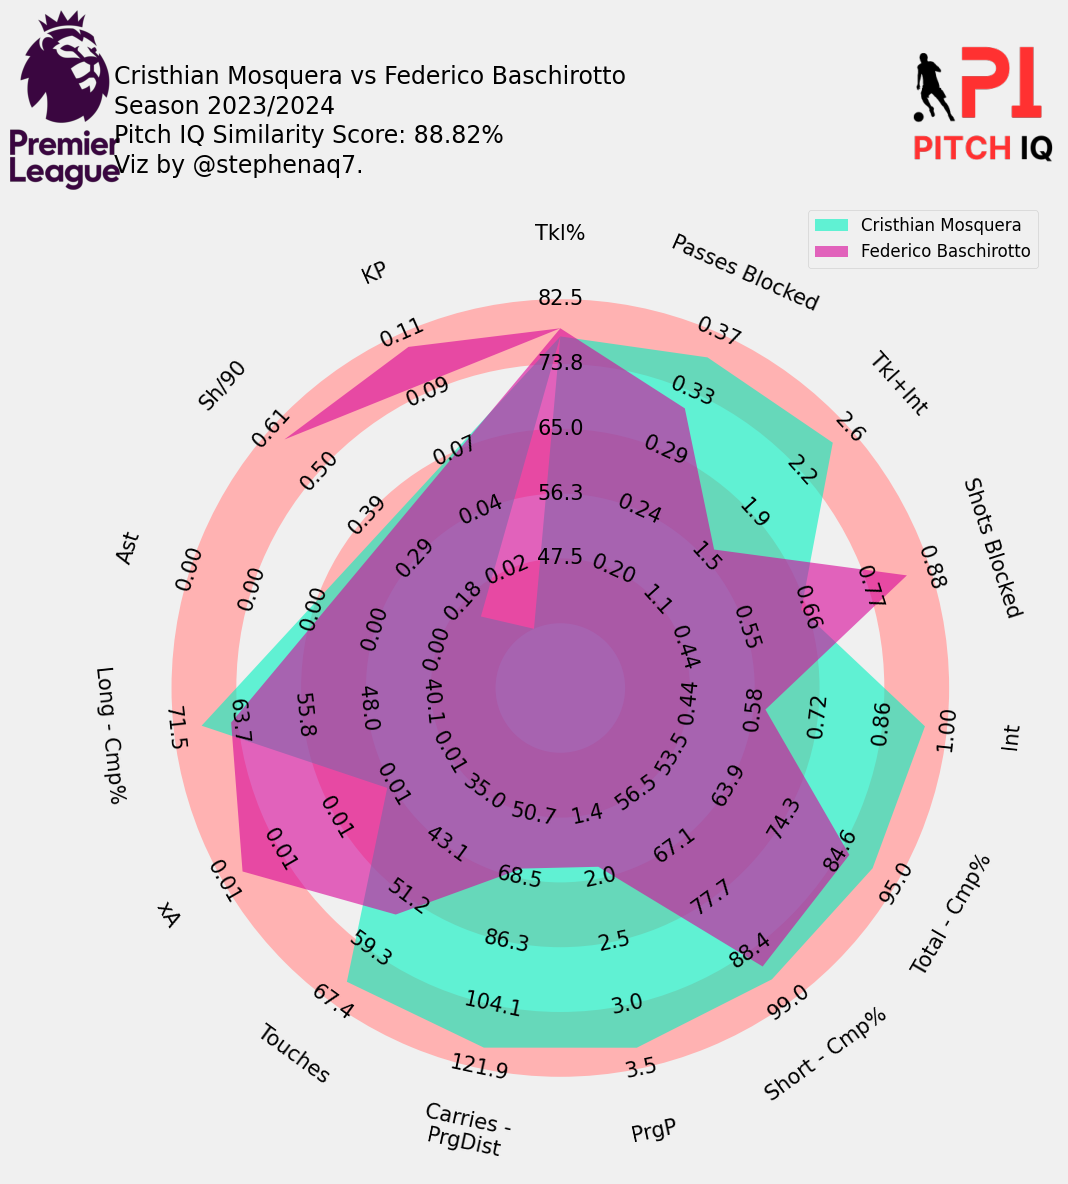 Cristhian Mosquera vs Federico Baschirotto
Season 2023/2024
Pitch IQ Similarity Score: 88.82%
Viz by @stephenaq7.
Premier
League
PI
PITCH IQ
Cristhian Mosquera
Federico Baschirotto
Tkl%
82.5
73.8
65.0
56.3
47.5
Passes Blocked
0.37
0.33
0.29
0.24
0.20
Tkl+Int
2.6
2.2
1.9
1.5
1.1
Shots Blocked
0.88
0.77
0.66
0.55
0.44
Int
1.00
0.86
0.72
0.58
0.44
Total - Cmp%
95.0
84.6
74.3
63.9
53.5
Short - Cmp%
99.0
88.4
77.7
67.1
56.5
PrgP
3.5
3.0
2.5
2.0
1.4
Carries -
PrgDist
121.9
104.1
86.3
68.5
50.7
Touches
67.4
59.3
51.2
43.1
35.0
xA
0.01
0.01
0.01
0.01
0.01
Long - Cmp%
71.5
63.7
55.8
48.0
40.1
Ast
0.00
0.00
0.00
0.00
0.00
Sh/90
0.61
0.50
0.39
0.29
0.18
KP
0.11
0.09
0.07
0.04
0.02